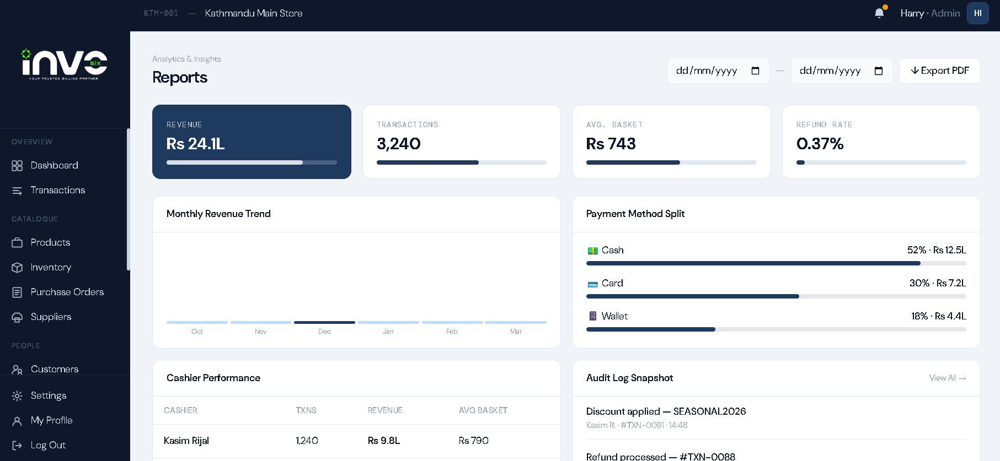 KTM-001 — Kathmandu Main Store
Harry · Admin
HI
invo
six
YOUR TRUSTED BILLING PARTNER
OVERVIEW
Dashboard
Transactions
CATALOGUE
Products
Inventory
Purchase Orders
Suppliers
PEOPLE
Customers
Settings
My Profile
Log Out
Analytics & Insights
Reports
dd/mm/yyyy — dd/mm/yyyy
↓ Export PDF
REVENUE
Rs 24.1L
TRANSACTIONS
3,240
AVG. BASKET
Rs 743
REFUND RATE
0.37%
Monthly Revenue Trend
Oct Nov Dec Jan Feb Mar
Payment Method Split
Cash 52% · Rs 12.5L
Card 30% · Rs 7.2L
Wallet 18% · Rs 4.4L
Cashier Performance
CASHIER TXNS REVENUE AVG BASKET
Kasim Rijal 1,240 Rs 9.8L Rs 790
Audit Log Snapshot
View All →
Discount applied — SEASONAL2026
Kasim R. · #TXN-0091 · 14:48
Refund processed — #TXN-0088